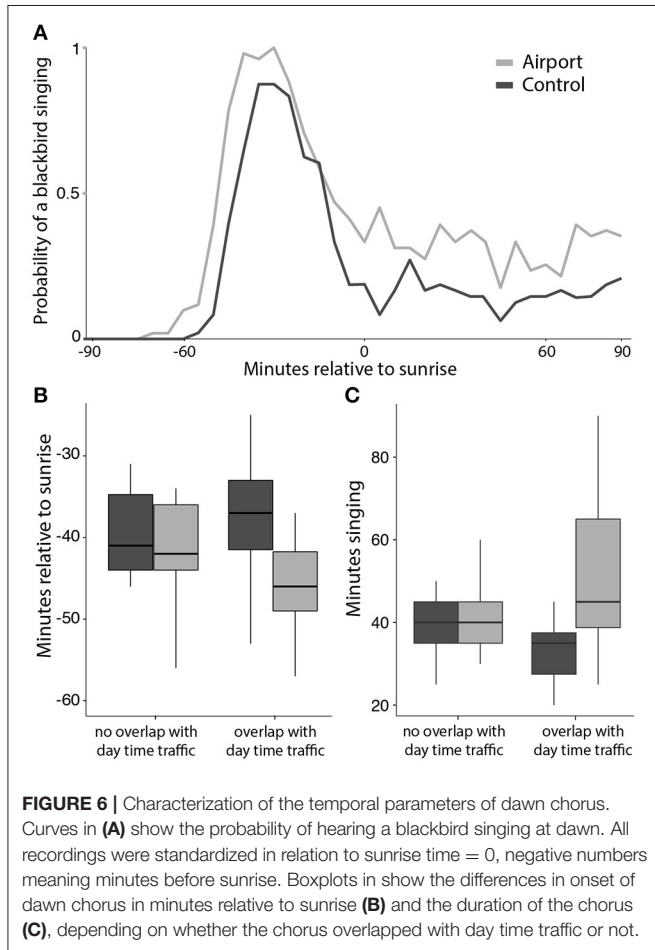 A
1
0.5
0
Probability of a blackbird singing
Airport
Control
-90
-60
0
60
90
Minutes relative to sunrise
B
-30
-40
-50
-60
Minutes relative to sunrise
no overlap with
day time traffic
overlap with
day time traffic
C
80
60
40
20
Minutes singing
no overlap with
day time traffic
overlap with
day time traffic
FIGURE 6 | Characterization of the temporal parameters of dawn chorus.
Curves in (A) show the probability of hearing a blackbird singing at dawn. All
recordings were standardized in relation to sunrise time = 0, negative numbers
meaning minutes before sunrise. Boxplots in show the differences in onset of
dawn chorus in minutes relative to sunrise (B) and the duration of the chorus
(C), depending on whether the chorus overlapped with day time traffic or not.